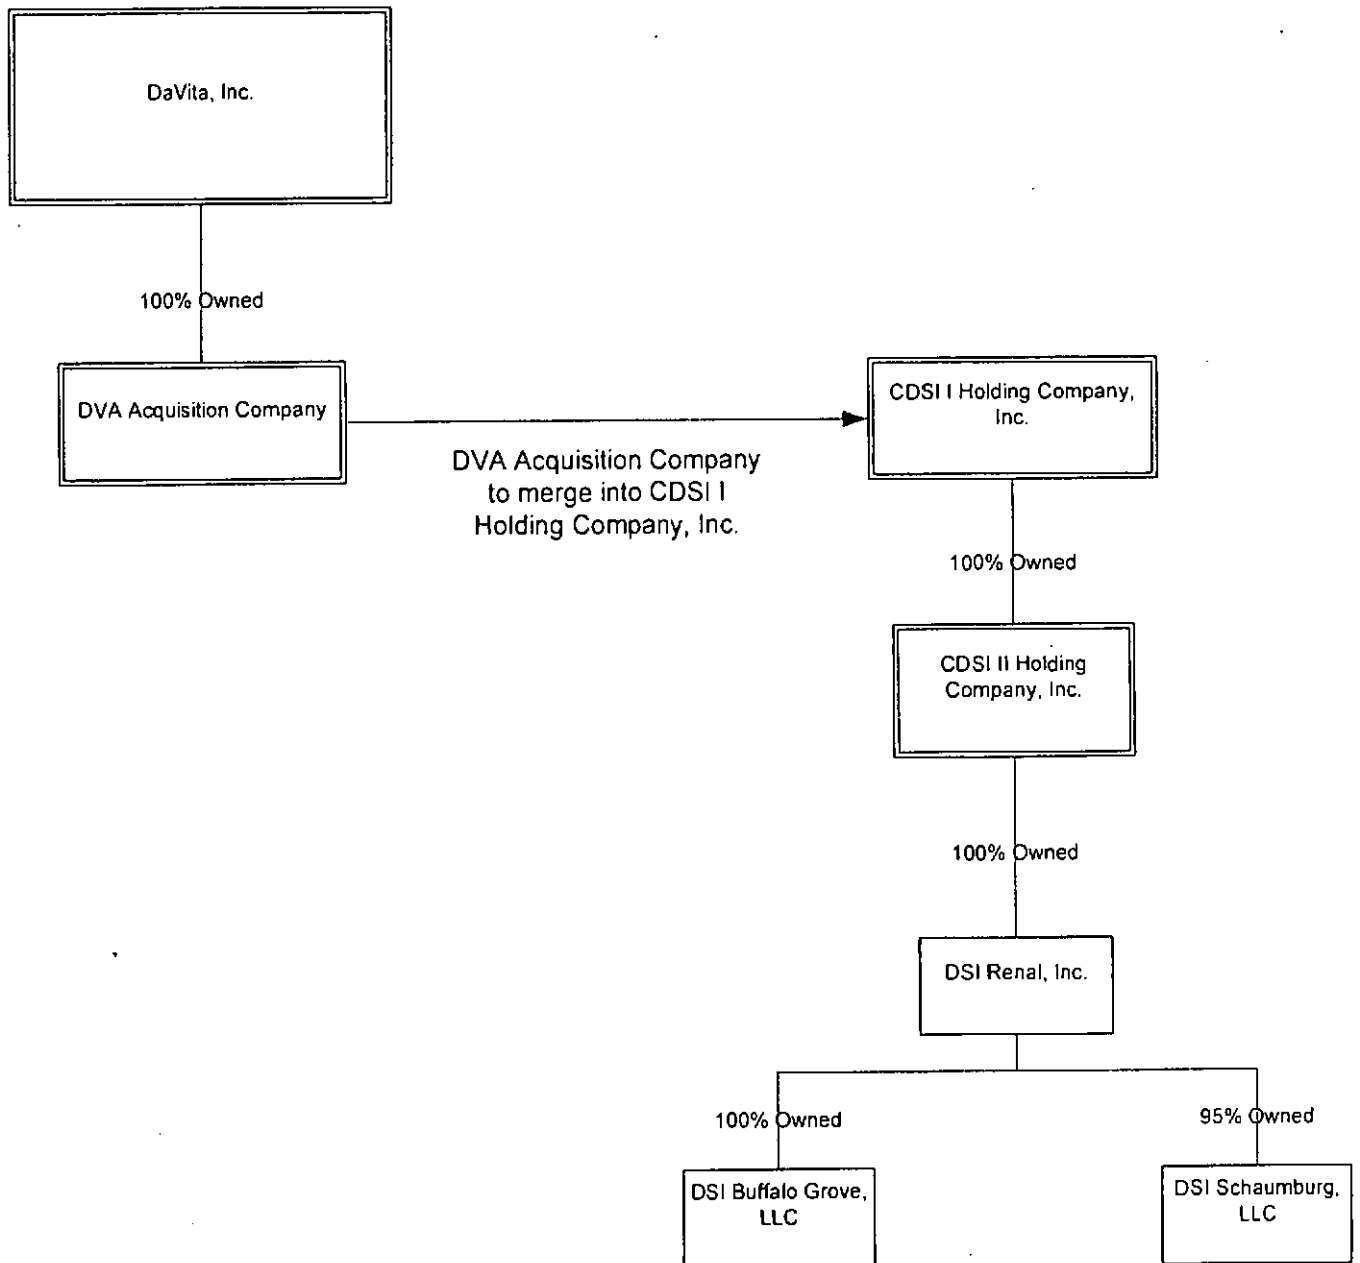 DaVita, Inc.
100% Owned
DVA Acquisition Company
DVA Acquisition Company
to merge into CDSI I
Holding Company, Inc.
CDSI I Holding Company,
Inc.
100% Owned
CDSI II Holding
Company, Inc.
100% Owned
DSI Renal, Inc.
100% Owned
95% Owned
DSI Buffalo Grove,
LLC
DSI Schaumburg,
LLC